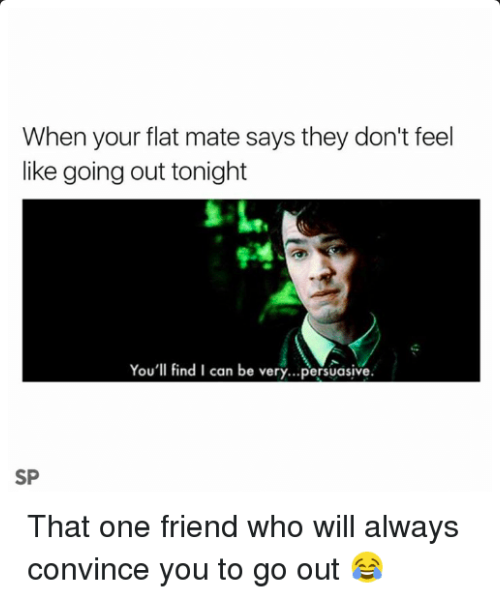 When your flat mate says they don't feel
like going out tonight
You'll find I can be very...persuasive.
SP
That one friend who will always
convince you to go out 😂